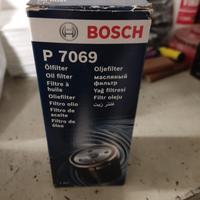 BOSCH
P 7069
Ölfilter
Oil filter
Filtre à
huile
Oliefilter
Filtro olio
Filtro de
aceite
Filtro de
óleo
Oljefilter
масляный
фильтр
Yağ filtresi
Filtr oleju
فلتر زيت